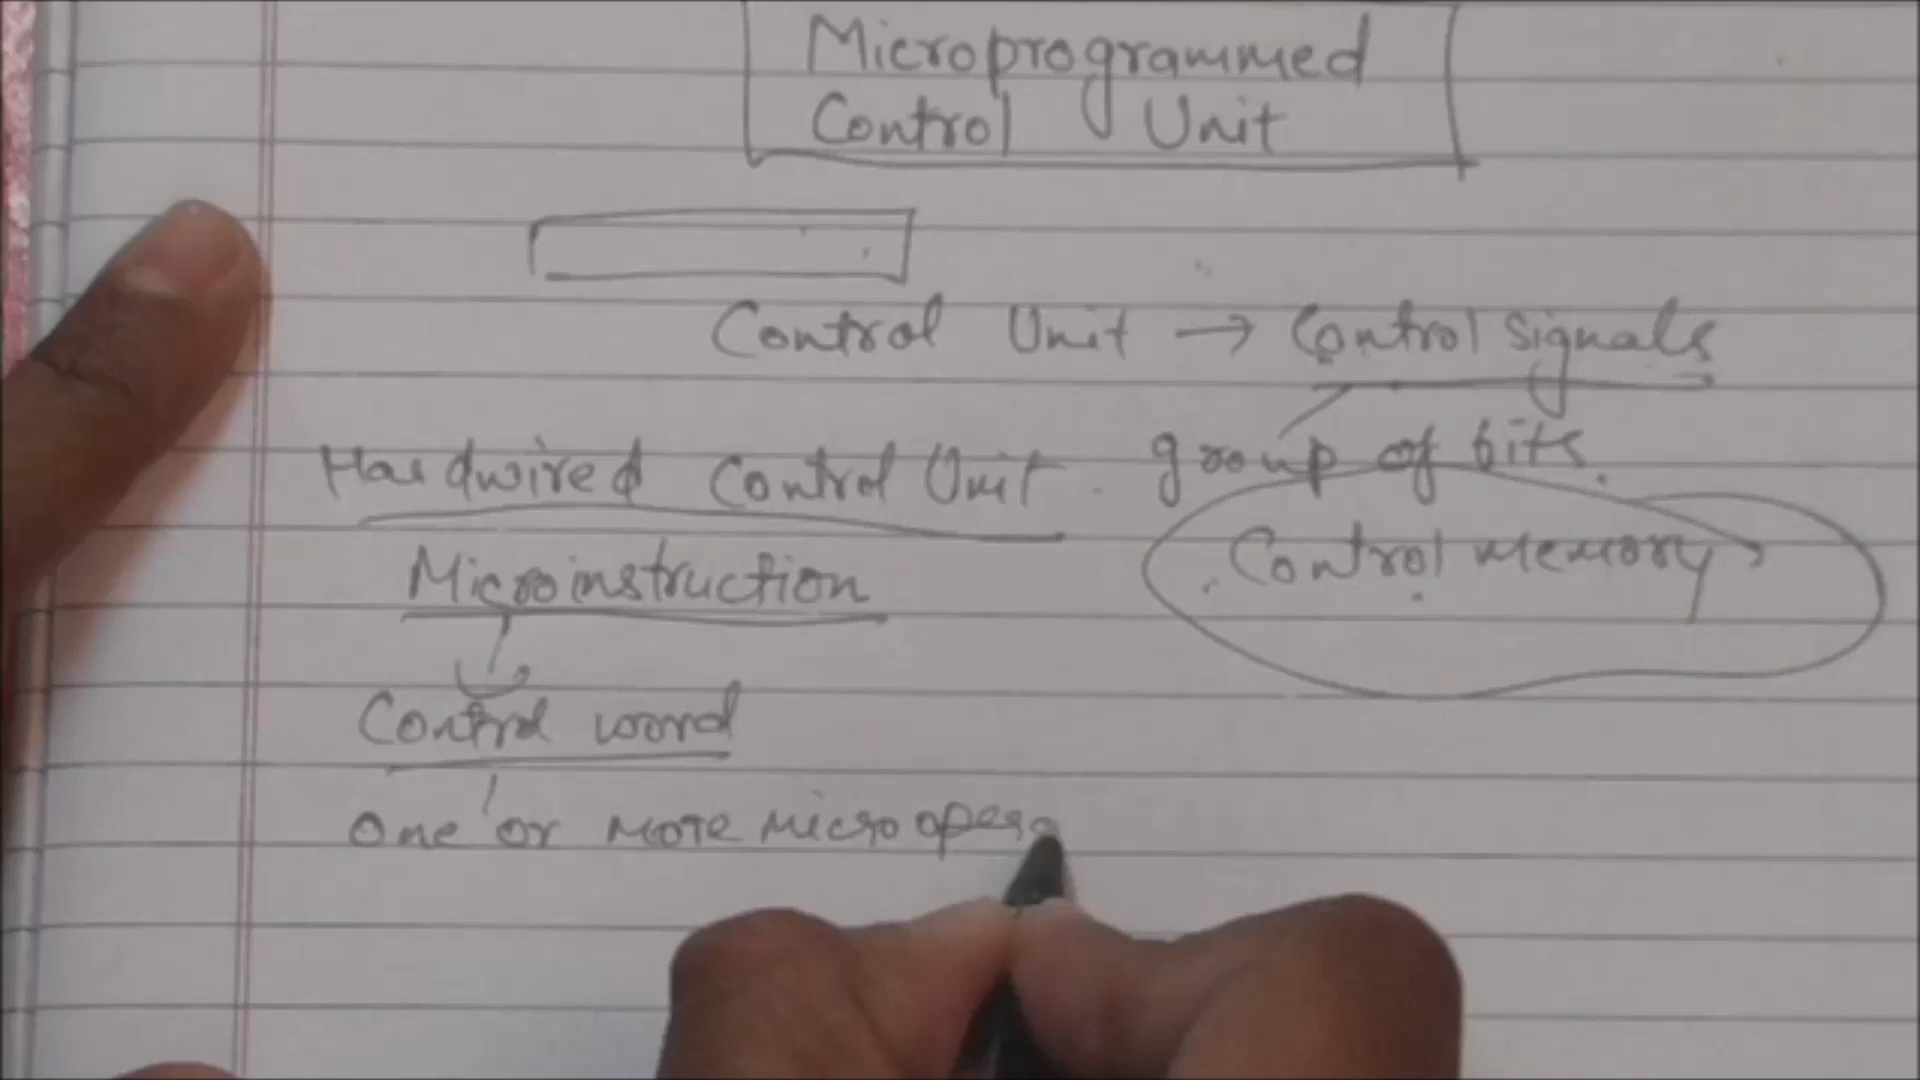 Microprogrammed
Control Unit
Control Unit → Control signals
Hardwired Control Unit. group of bits.
Microinstruction
Control memory
Control word
One or more micro opera